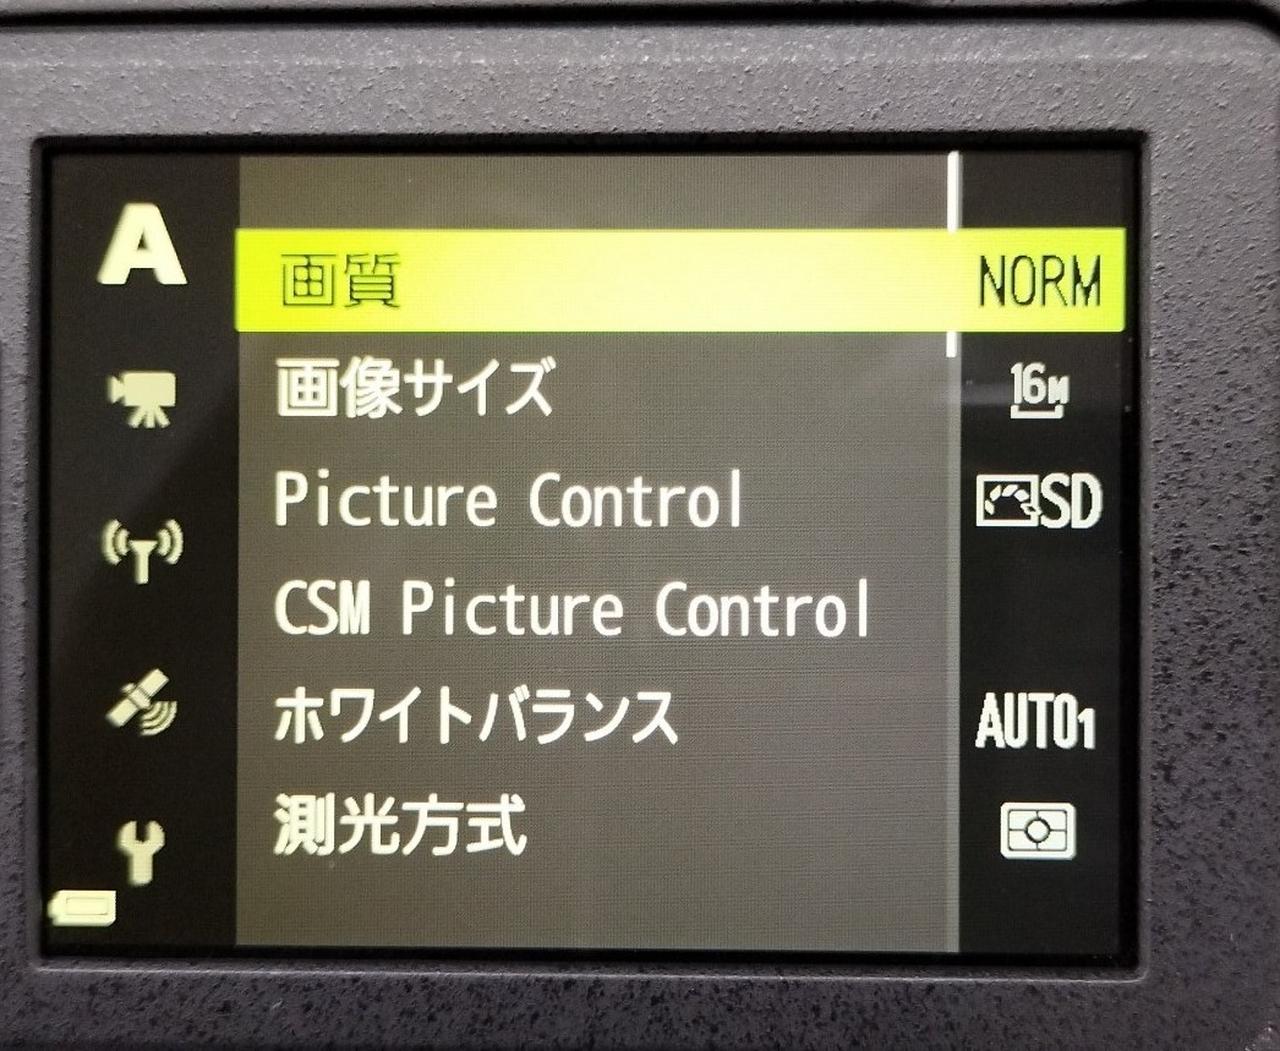 A
画質 NORM
画像サイズ 16M
Picture Control SD
CSM Picture Control
ホワイトバランス AUTO1
測光方式